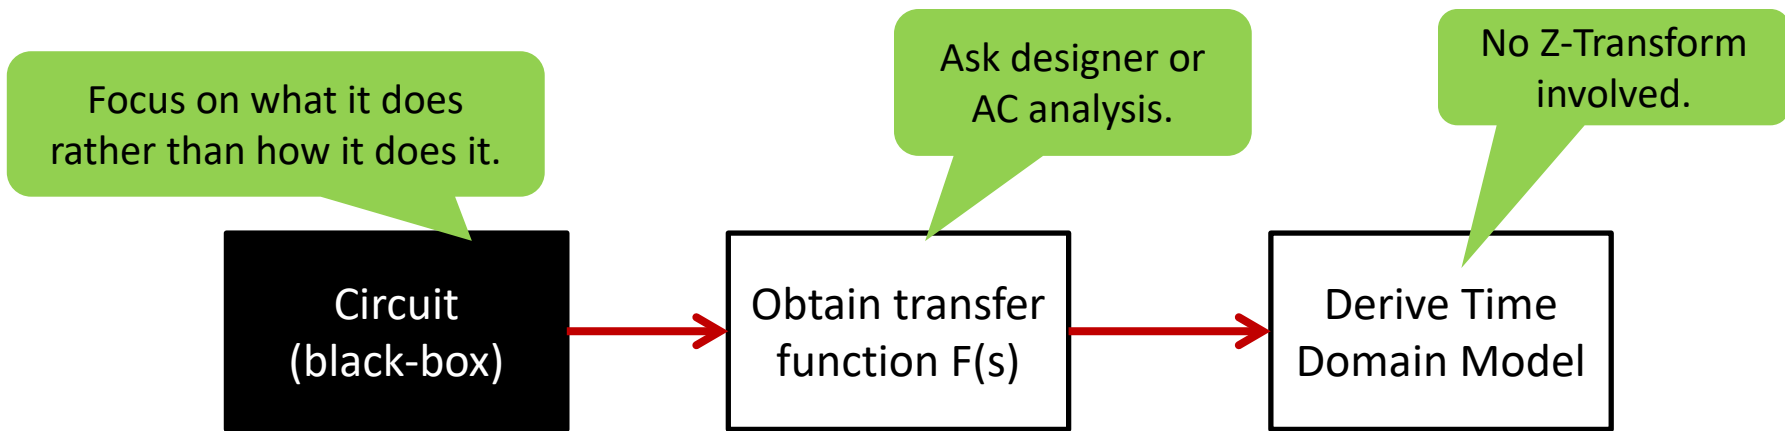 Focus on what it does
rather than how it does it.
Ask designer or
AC analysis.
No Z-Transform
involved.
Circuit
(black-box)
Obtain transfer
function F(s)
Derive Time
Domain Model